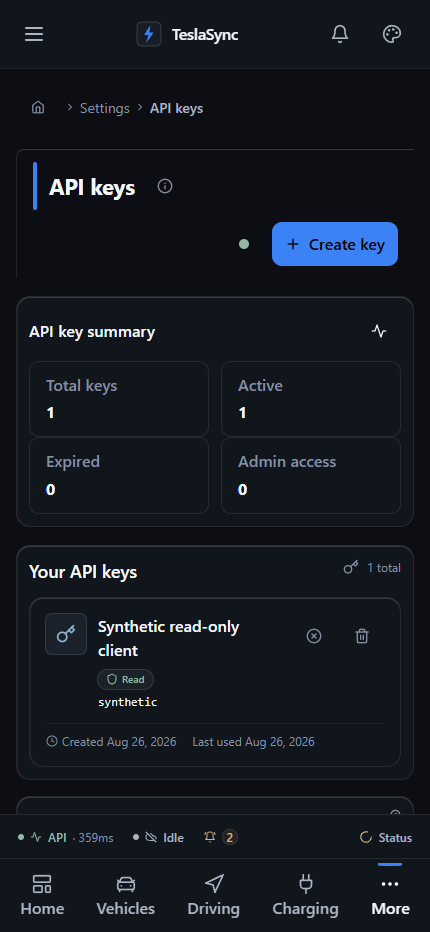 TeslaSync
Settings
API keys
API keys
Create key
API key summary
Total keys
1
Active
1
Expired
0
Admin access
0
Your API keys
1 total
Synthetic read-only
client
Read
synthetic
Created Aug 26, 2026
Last used Aug 26, 2026
API · 359ms
Idle
2
Status
Home
Vehicles
Driving
Charging
More